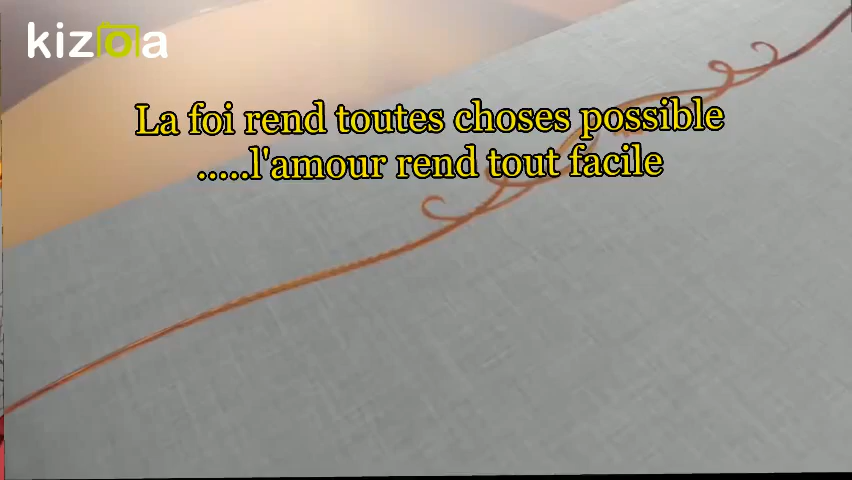 kizoa
La foi rend toutes choses possible
.....l'amour rend tout facile